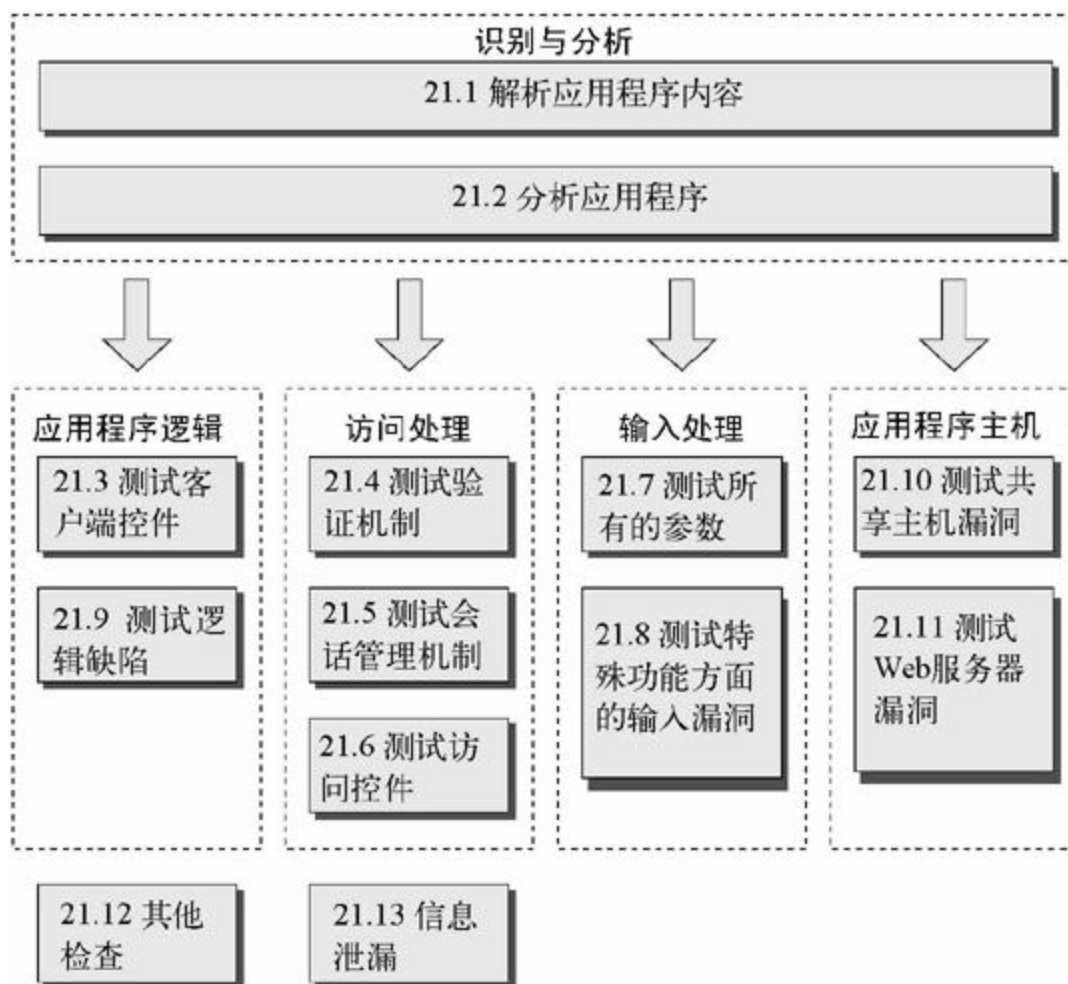 识别与分析
21.1 解析应用程序内容
21.2 分析应用程序
应用程序逻辑
21.3 测试客
户端控件
21.9 测试逻
辑缺陷
访问处理
21.4 测试验
证机制
21.5 测试会
话管理机制
21.6 测试访
问控件
输入处理
21.7 测试所
有的参数
21.8 测试特
殊功能方面
的输入漏洞
应用程序主机
21.10 测试共
享主机漏洞
21.11 测试
Web服务器
漏洞
21.12 其他
检查
21.13 信息
泄漏